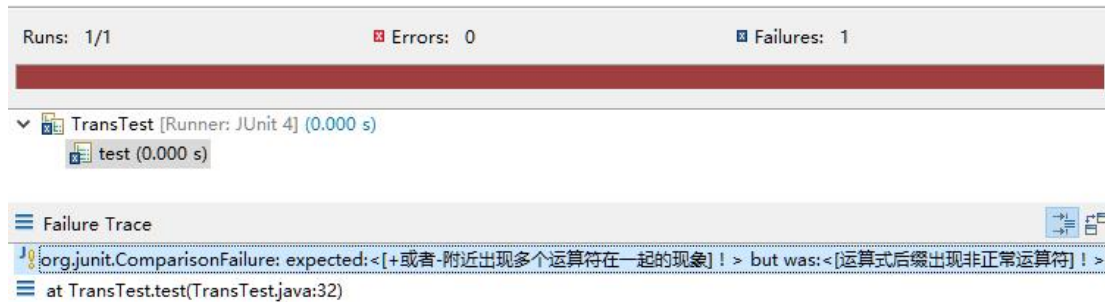 Runs: 1/1 Errors: 0 Failures: 1
TransTest [Runner: JUnit 4] (0.000 s)
test (0.000 s)
Failure Trace
org.junit.ComparisonFailure: expected:<[+或者-附近出现多个运算符在一起的现象]！> but was:<[运算式后缀出现非正常运算符]！>
at TransTest.test(TransTest.java:32)